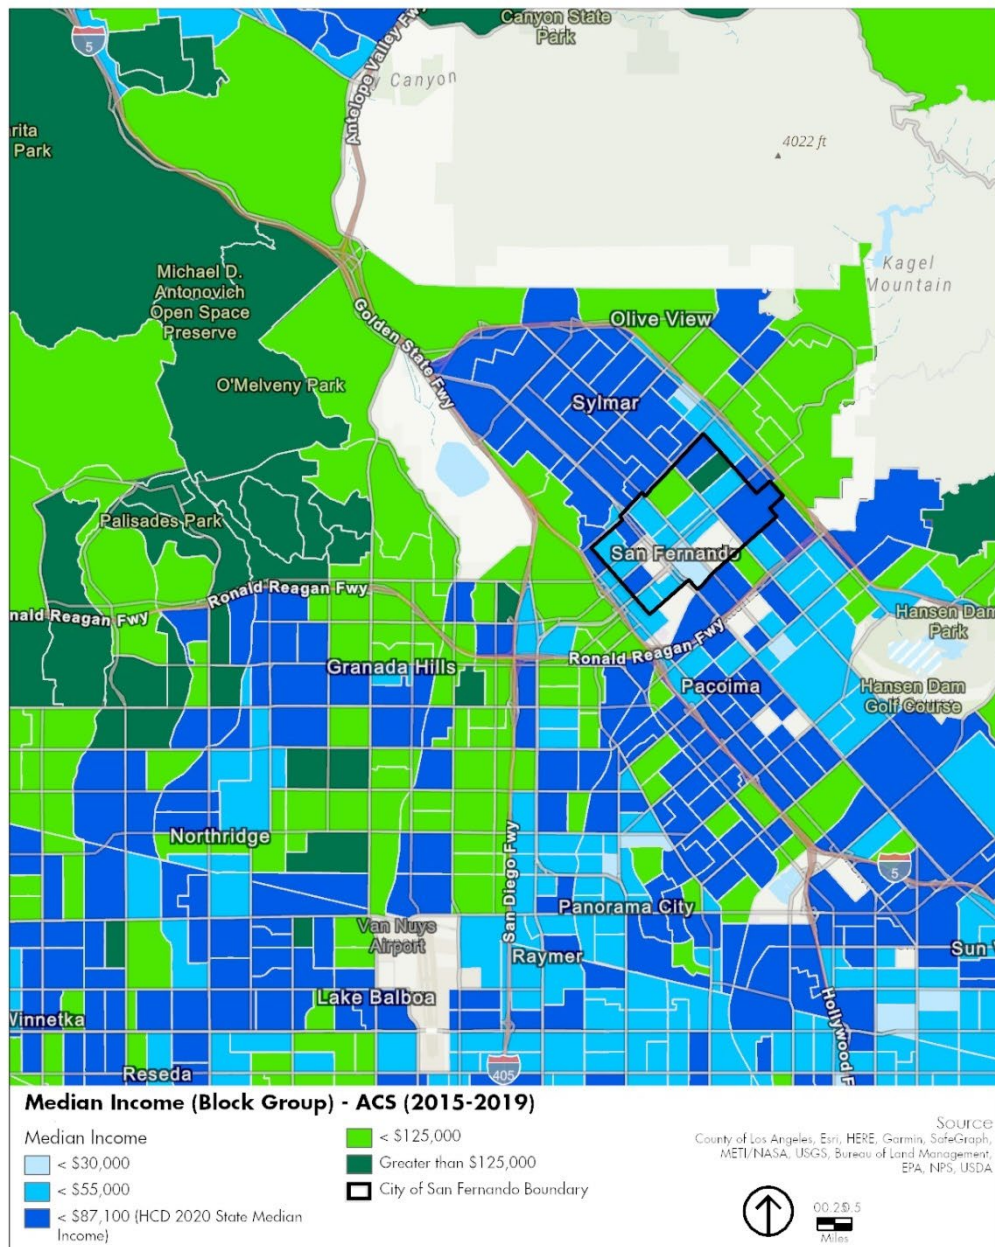 Canyon State
Park
5
Antelope Valley Fwy
Canyon
4022 ft
rita
Park
Kagel
Mountain
Michael D.
Antonovich
Open Space
Preserve
Golden State Fwy
Olive View
O'Melveny Park
Sylmar
Palisades Park
San Fernando
Ronald Reagan Fwy
nald Reagan Fwy
Hansen Dam
Park
Ronald Reagan Fwy
Granada Hills
Pacoima
Hansen Dam
Golf Course
Northridge
San Diego Fwy
5
Panorama City
Van Nuys
Airport
Raymer
Sun
Lake Balboa
Winnetka
Hollywood F
Reseda
405
Median Income (Block Group) - ACS (2015-2019)
Median Income
< $30,000
< $55,000
< $87,100 (HCD 2020 State Median
Income)
< $125,000
Greater than $125,000
City of San Fernando Boundary
Source
County of Los Angeles, Esri, HERE, Garmin, SafeGraph,
METI/NASA, USGS, Bureau of Land Management,
EPA, NPS, USDA
Miles